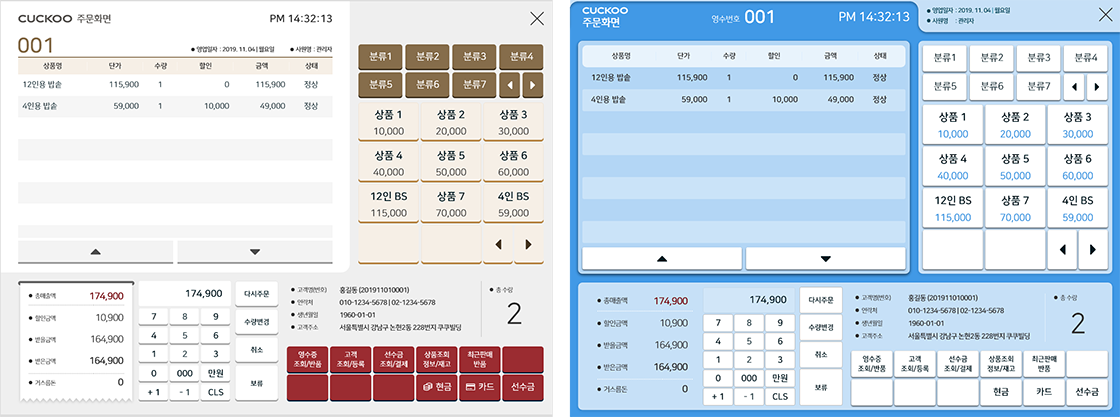 CUCKOO 주문화면
PM 14:32:13
001
● 영업일자 : 2019. 11. 04 | 월요일 ● 사원명 : 관리자
상품명 단가 수량 할인 금액 상태
12인용 밥솥 115,900 1 0 115,900 정상
4인용 밥솥 59,000 1 10,000 49,000 정상
분류1 분류2 분류3 분류4
분류5 분류6 분류7
상품 1 상품 2 상품 3
10,000 20,000 30,000
상품 4 상품 5 상품 6
40,000 50,000 60,000
12인 BS 상품 7 4인 BS
115,000 70,000 59,000
● 총매출액 174,900
● 할인금액 10,900
● 받을금액 164,900
● 받은금액 164,900
● 거스름돈 0
174,900
7 8 9
4 5 6
1 2 3
0 000 만원
+ 1 - 1 CLS
다시주문
수량변경
취소
보류
● 고객명(번호) 홍길동 (201911010001)
● 연락처 010-1234-5678 | 02-1234-5678
● 생년월일 1960-01-01
● 고객주소 서울특별시 강남구 논현2동 228번지 쿠쿠빌딩
● 총 수량
2
영수증 조회/반품
고객 조회/등록
선수금 조회/결제
상품조회 정보/재고
최근판매 반품
현금 카드 선수금
CUCKOO
주문화면
영수번호 001
PM 14:32:13
● 영업일자 : 2019. 11. 04 | 월요일
● 사원명 : 관리자
상품명 단가 수량 할인 금액 상태
12인용 밥솥 115,900 1 0 115,900 정상
4인용 밥솥 59,000 1 10,000 49,000 정상
분류1 분류2 분류3 분류4
분류5 분류6 분류7
상품 1 상품 2 상품 3
10,000 20,000 30,000
상품 4 상품 5 상품 6
40,000 50,000 60,000
12인 BS 상품 7 4인 BS
115,000 70,000 59,000
● 총매출액 174,900
● 할인금액 10,900
● 받을금액 164,900
● 받은금액 164,900
● 거스름돈 0
174,900
7 8 9
4 5 6
1 2 3
0 000 만원
+ 1 - 1 CLS
다시주문
수량변경
취소
보류
● 고객명(번호) 홍길동 (201911010001)
● 연락처 010-1234-5678 | 02-1234-5678
● 생년월일 1960-01-01
● 고객주소 서울특별시 강남구 논현2동 228번지 쿠쿠빌딩
● 총 수량
2
영수증 조회/반품
고객 조회/등록
선수금 조회/결제
상품조회 정보/재고
최근판매 반품
현금 카드 선수금